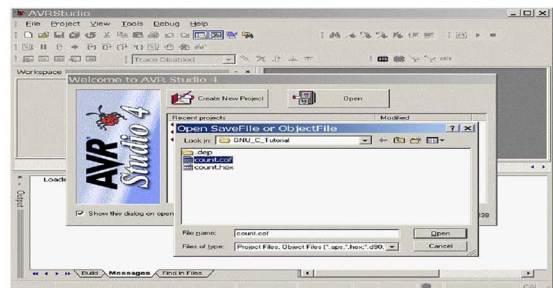 AVRStudio
File Project View Tools Debug Help
Trace Disabled
Workspace
Welcome to AVR Studio 4
Create New Project
Open
Recent projects
Modified
AVR Studio 4
Open SaveFile or ObjectFile
Look in: GNU_C_Tutorial
.dep
count.cof
count.hex
File name: count.cof
Open
Files of type: Project Files, Object Files (*.aps;*.hex;*.d90,
Cancel
Show this dialog on open
Output
Build Messages Find in Files